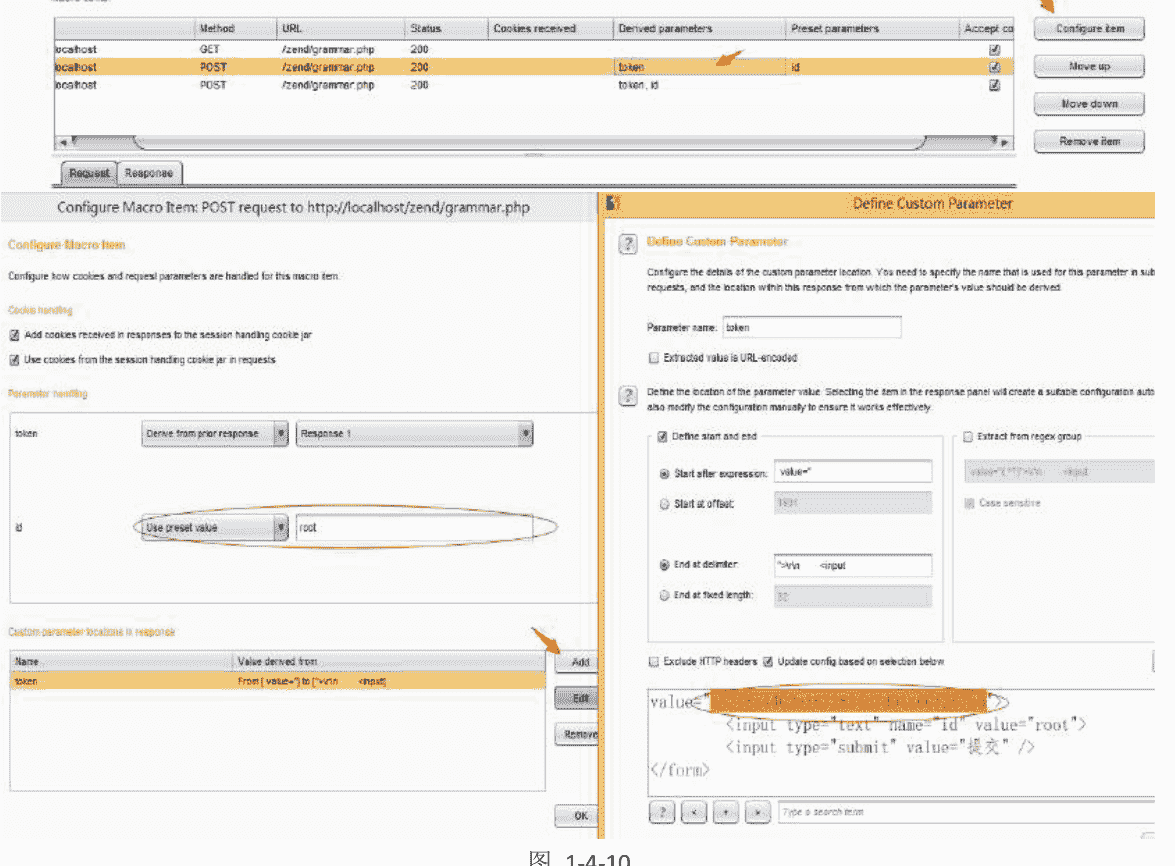 Method URL Status Cookies received Derived parameters Preset parameters Accept co
localhost GET /zend/grammar.php 200
localhost POST /zend/grammar.php 200 token id
localhost POST /zend/grammar.php 200 token, id
Configure item
Move up
Move down
Remove item
Request Response
Configure Macro Item: POST request to http://localhost/zend/grammar.php
Configure Macro Item
Configure how cookies and request parameters are handled for this macro item.
Cookie handling
Add cookies received in responses to the session handling cookie jar
Use cookies from the session handling cookie jar in requests
Parameter handling
token Derive from prior response Response 1
id Use preset value root
Custom parameter locations in response
Name Value derived from
token From [ value="] to [">\r\n <input]
Add
Edit
Remove
OK
Define Custom Parameter
? Define Custom Parameter
Configure the details of the custom parameter location. You need to specify the name that is used for this parameter in sub
requests, and the location within this response from which the parameter's value should be derived.
Parameter name: token
Extracted value is URL-encoded
? Define the location of the parameter value. Selecting the item in the response panel will create a suitable configuration auto
also modify the configuration manually to ensure it works effectively.
Define start and end
Start after expression: value="
Start at offset:
End at delimiter: ">\r\n <input
End at fixed length: 32
Extract from regex group
Case sensitive
Exclude HTTP headers Update config based on selection below
value=" ">
<input type="text" name="id" value="root">
<input type="submit" value="提交" />
</form>
? < + > Type a search term
图 1-4-10